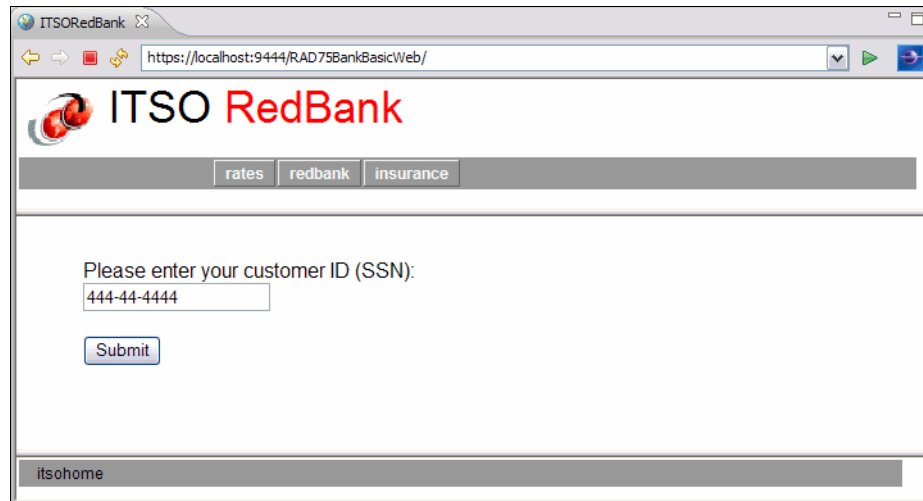 ITSORedBank
https://localhost:9444/RAD75BankBasicWeb/
ITSO RedBank
rates redbank insurance
Please enter your customer ID (SSN):
444-44-4444
Submit
itsohome